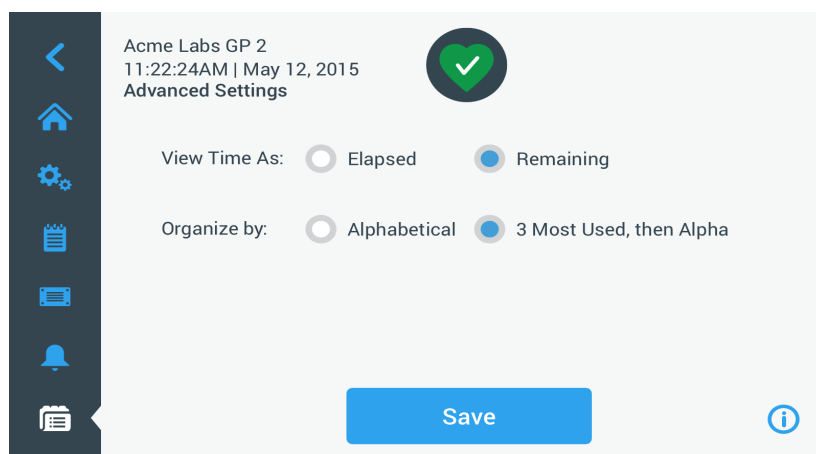 Acme Labs GP 2
11:22:24AM | May 12, 2015
Advanced Settings
View Time As: Elapsed Remaining
Organize by: Alphabetical 3 Most Used, then Alpha
Save